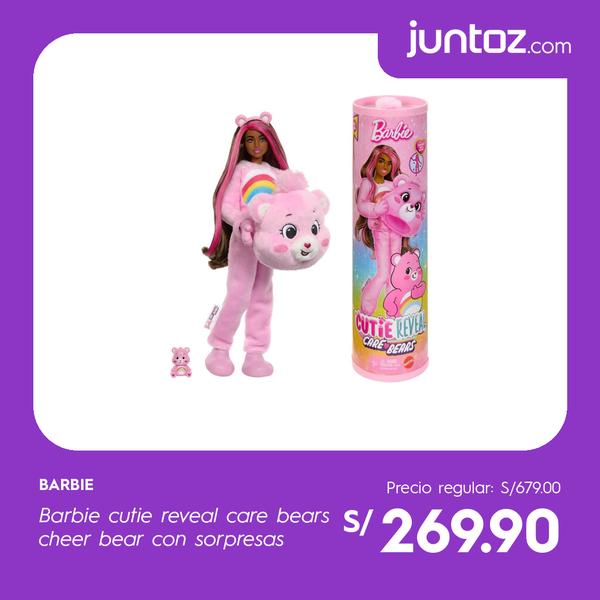 juntoz.com
Barbie
CUTIE REVEAL
CARE BEARS
BARBIE
Precio regular: S/679.00
Barbie cutie reveal care bears
cheer bear con sorpresas
S/ 269.90